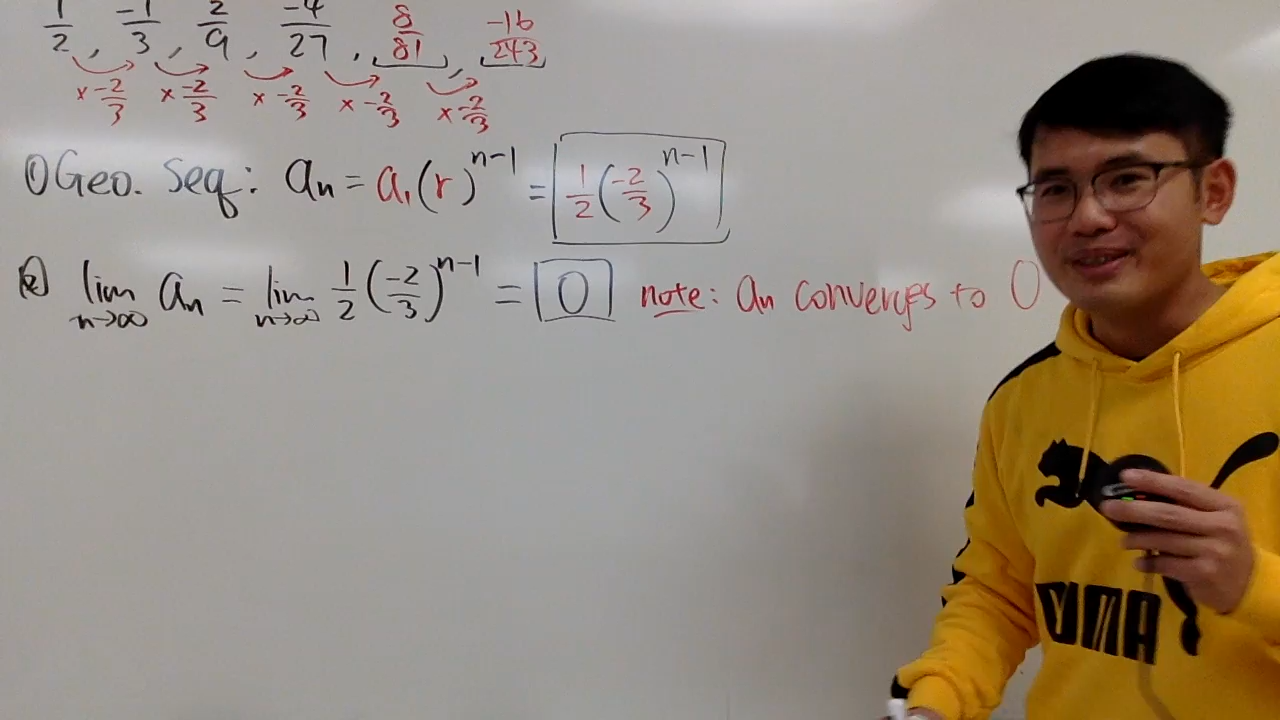 1/2, -1/3, 2/9, -4/27, 8/81, -16/243
×-2/3 ×-2/3 ×-2/3 ×-2/3 ×-2/3
① Geo. Seq: an = a₁(r)^(n-1) = 1/2(-2/3)^(n-1)
② lim n→∞ an = lim n→∞ 1/2(-2/3)^(n-1) = 0 note: an converges to 0
PUMA